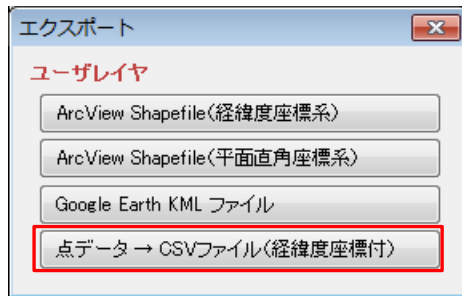 エクスポート
ユーザレイヤ
ArcView Shapefile(経緯度座標系)
ArcView Shapefile(平面直角座標系)
Google Earth KML ファイル
点データ → CSVファイル(経緯度座標付)